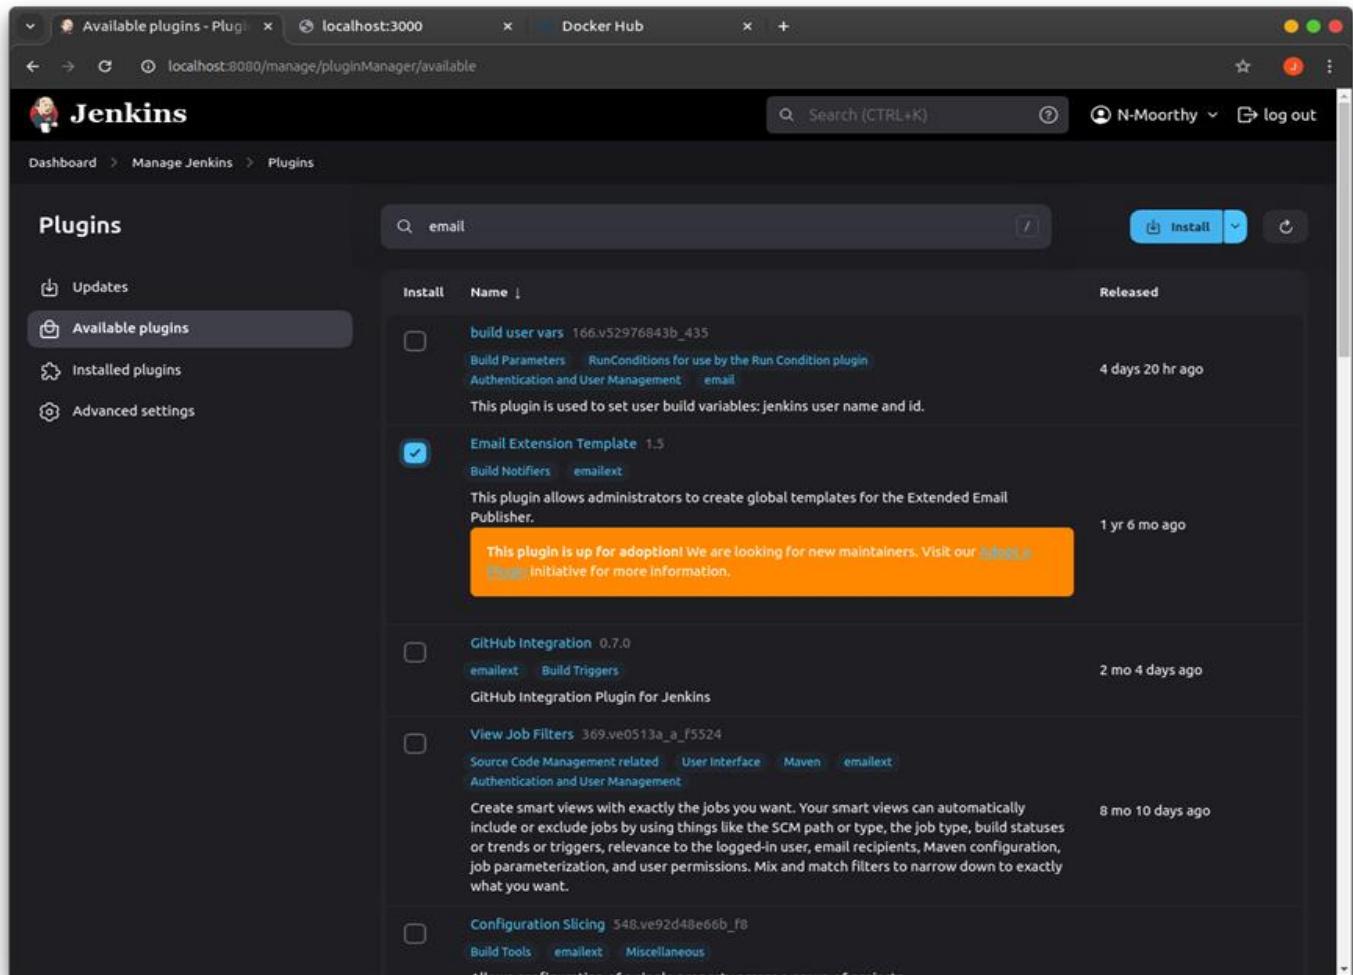 Available plugins - Plugi
localhost:3000
Docker Hub
localhost:8080/manage/pluginManager/available
J
Jenkins
Search (CTRL+K)
N-Moorthy
log out
Dashboard > Manage Jenkins > Plugins
Plugins
email
/
Install
Updates
Available plugins
Installed plugins
Advanced settings
Install Name ↓ Released
build user vars 166.v52976843b_435
Build Parameters RunConditions for use by the Run Condition plugin
Authentication and User Management email
This plugin is used to set user build variables: jenkins user name and id.
4 days 20 hr ago
Email Extension Template 1.5
Build Notifiers emailext
This plugin allows administrators to create global templates for the Extended Email
Publisher.
This plugin is up for adoption! We are looking for new maintainers. Visit our Adopt a
Plugin initiative for more information.
1 yr 6 mo ago
GitHub Integration 0.7.0
emailext Build Triggers
GitHub Integration Plugin for Jenkins
2 mo 4 days ago
View Job Filters 369.ve0513a_a_f5524
Source Code Management related User Interface Maven emailext
Authentication and User Management
Create smart views with exactly the jobs you want. Your smart views can automatically
include or exclude jobs by using things like the SCM path or type, the job type, build statuses
or trends or triggers, relevance to the logged-in user, email recipients, Maven configuration,
job parameterization, and user permissions. Mix and match filters to narrow down to exactly
what you want.
8 mo 10 days ago
Configuration Slicing 548.ve92d48e66b_f8
Build Tools emailext Miscellaneous